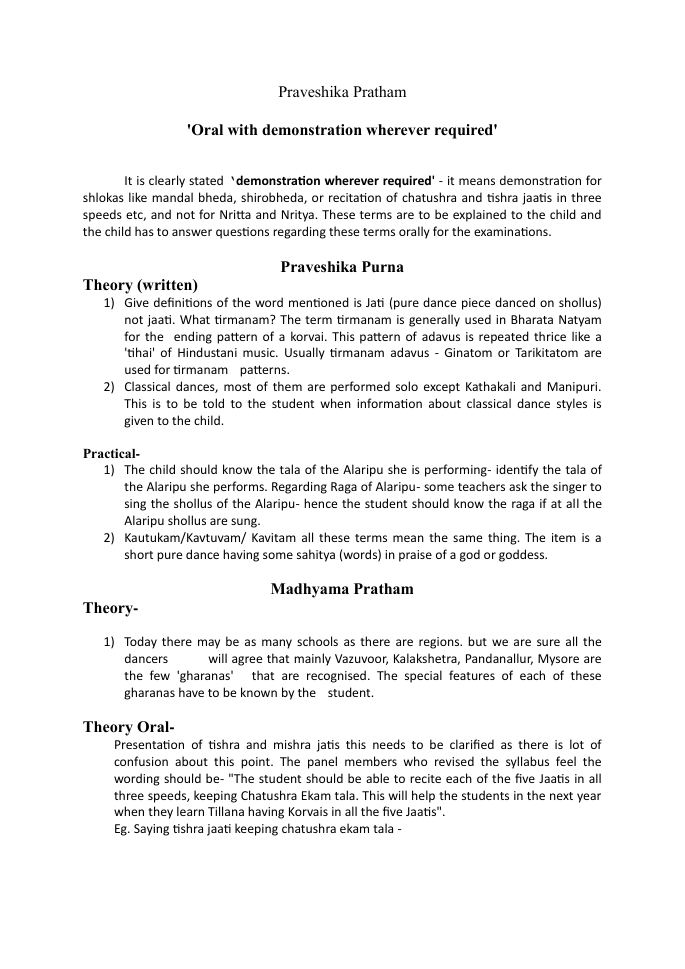 Praveshika Pratham
'Oral with demonstration wherever required'
It is clearly stated 'demonstration wherever required' - it means demonstration for
shlokas like mandal bheda, shirobheda, or recitation of chatushra and tishra jaatis in three
speeds etc, and not for Nritta and Nritya. These terms are to be explained to the child and
the child has to answer questions regarding these terms orally for the examinations.
Praveshika Purna
Theory (written)
1) Give definitions of the word mentioned is Jati (pure dance piece danced on shollus)
not jaati. What tirmanam? The term tirmanam is generally used in Bharata Natyam
for the ending pattern of a korvai. This pattern of adavus is repeated thrice like a
'tihai' of Hindustani music. Usually tirmanam adavus - Ginatom or Tarikitatom are
used for tirmanam patterns.
2) Classical dances, most of them are performed solo except Kathakali and Manipuri.
This is to be told to the student when information about classical dance styles is
given to the child.
Practical-
1) The child should know the tala of the Alaripu she is performing- identify the tala of
the Alaripu she performs. Regarding Raga of Alaripu- some teachers ask the singer to
sing the shollus of the Alaripu- hence the student should know the raga if at all the
Alaripu shollus are sung.
2) Kautukam/Kavtuvam/ Kavitam all these terms mean the same thing. The item is a
short pure dance having some sahitya (words) in praise of a god or goddess.
Madhyama Pratham
Theory-
1) Today there may be as many schools as there are regions. but we are sure all the
dancers will agree that mainly Vazuvoor, Kalakshetra, Pandanallur, Mysore are
the few 'gharanas' that are recognised. The special features of each of these
gharanas have to be known by the student.
Theory Oral-
Presentation of tishra and mishra jatis this needs to be clarified as there is lot of
confusion about this point. The panel members who revised the syllabus feel the
wording should be- "The student should be able to recite each of the five Jaatis in all
three speeds, keeping Chatushra Ekam tala. This will help the students in the next year
when they learn Tillana having Korvais in all the five Jaatis".
Eg. Saying tishra jaati keeping chatushra ekam tala -